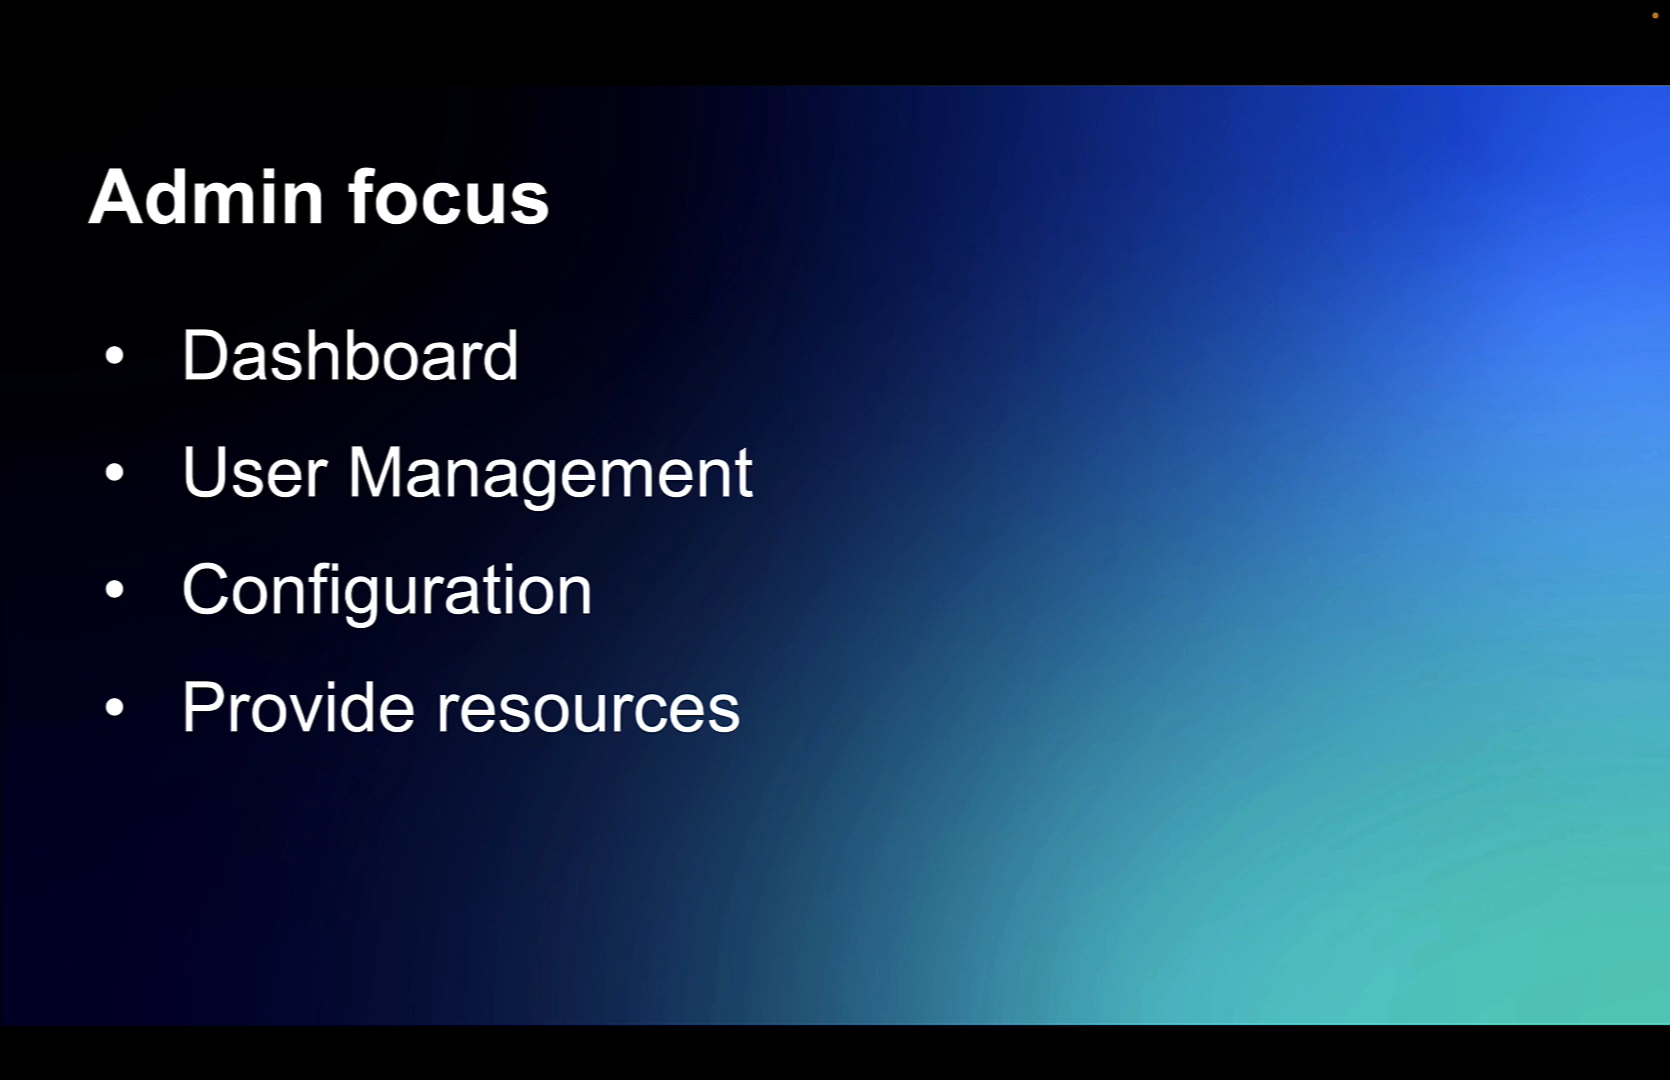 Admin focus
• Dashboard
• User Management
• Configuration
• Provide resources